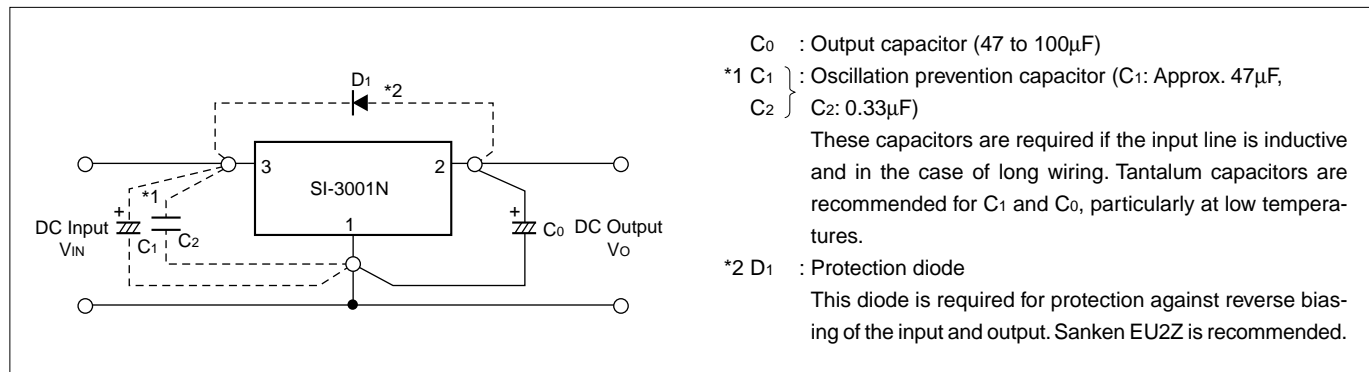 D1
*2
3
2
SI-3001N
1
*1
+
C1
C2
DC Input
VIN
+
C0
DC Output
VO
C0 : Output capacitor (47 to 100μF)
*1 C1 : Oscillation prevention capacitor (C1: Approx. 47μF,
C2 C2: 0.33μF)
These capacitors are required if the input line is inductive
and in the case of long wiring. Tantalum capacitors are
recommended for C1 and C0, particularly at low tempera-
tures.
*2 D1 : Protection diode
This diode is required for protection against reverse bias-
ing of the input and output. Sanken EU2Z is recommended.